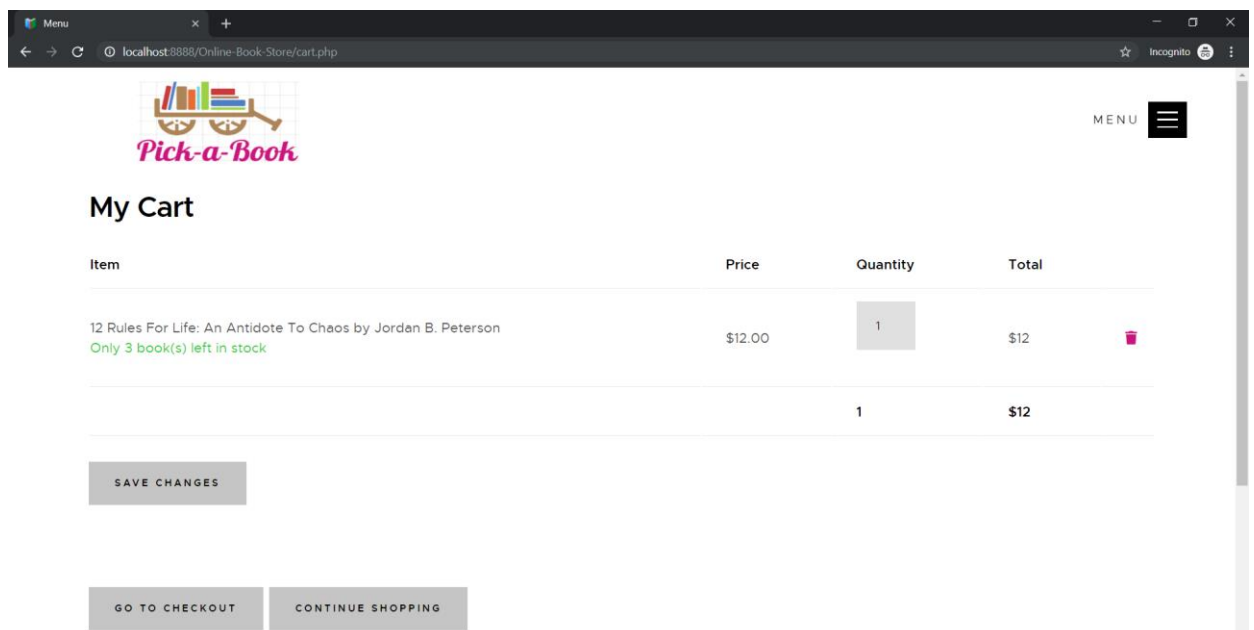 Menu
localhost:8888/Online-Book-Store/cart.php
Incognito
Pick-a-Book
MENU
My Cart
Item Price Quantity Total
12 Rules For Life: An Antidote To Chaos by Jordan B. Peterson
Only 3 book(s) left in stock
$12.00 1 $12
1 $12
SAVE CHANGES
GO TO CHECKOUT CONTINUE SHOPPING